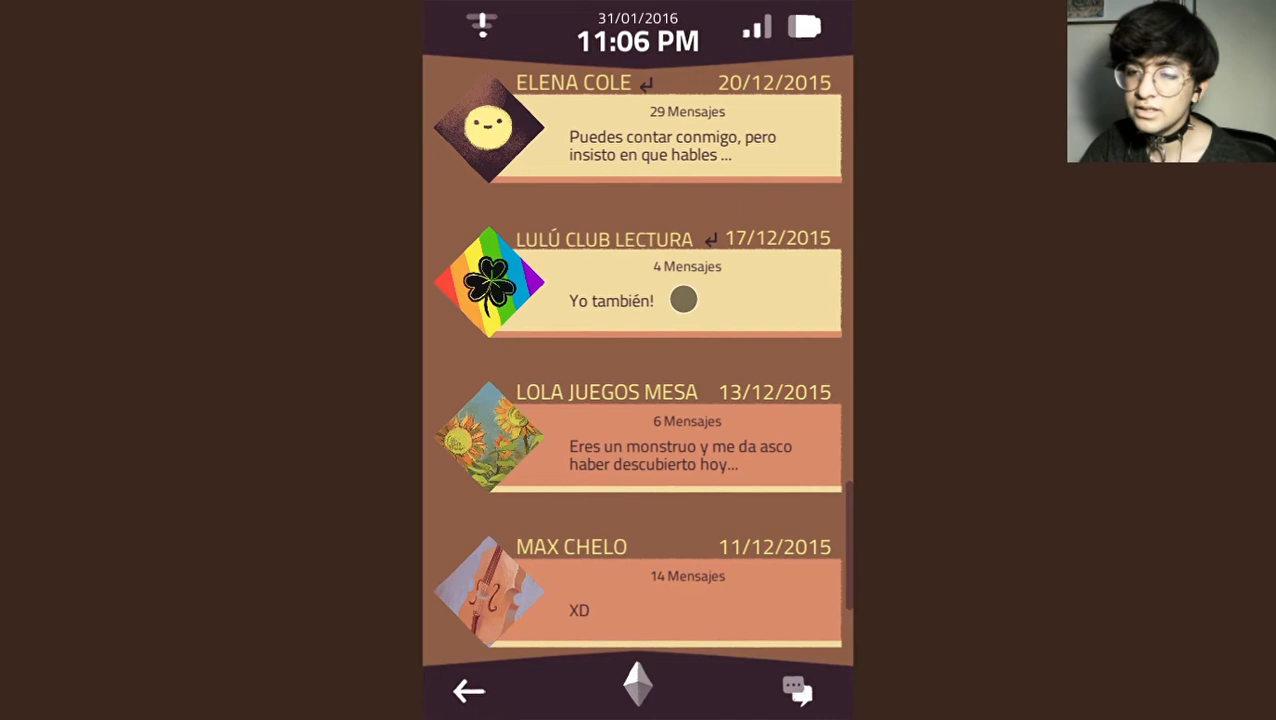 31/01/2016
11:06 PM
ELENA COLE 20/12/2015
29 Mensajes
Puedes contar conmigo, pero
insisto en que hables ...
LULÚ CLUB LECTURA 17/12/2015
4 Mensajes
Yo también!
LOLA JUEGOS MESA 13/12/2015
6 Mensajes
Eres un monstruo y me da asco
haber descubierto hoy...
MAX CHELO 11/12/2015
14 Mensajes
XD